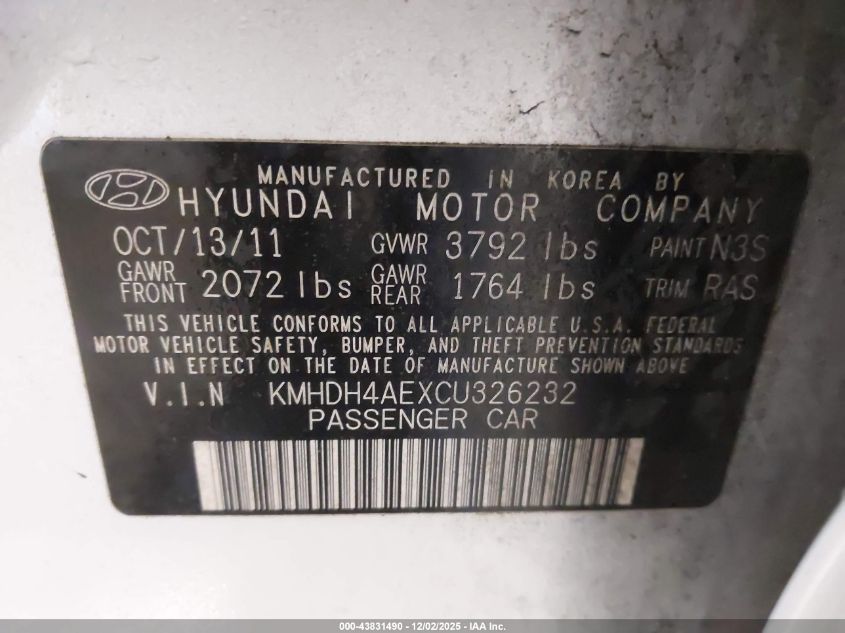 MANUFACTURED IN KOREA BY
HYUNDAI MOTOR COMPANY
OCT/13/11 GVWR 3792 lbs PAINT N3S
GAWR FRONT 2072 lbs GAWR REAR 1764 lbs TRIM RAS
THIS VEHICLE CONFORMS TO ALL APPLICABLE U.S.A. FEDERAL
MOTOR VEHICLE SAFETY, BUMPER, AND THEFT PREVENTION STANDARDS
IN EFFECT ON THE DATE OF MANUFACTURE SHOWN ABOVE
V.I.N KMHDH4AEXCU326232
PASSENGER CAR
000-43831490 - 12/02/2025 - IAA Inc.